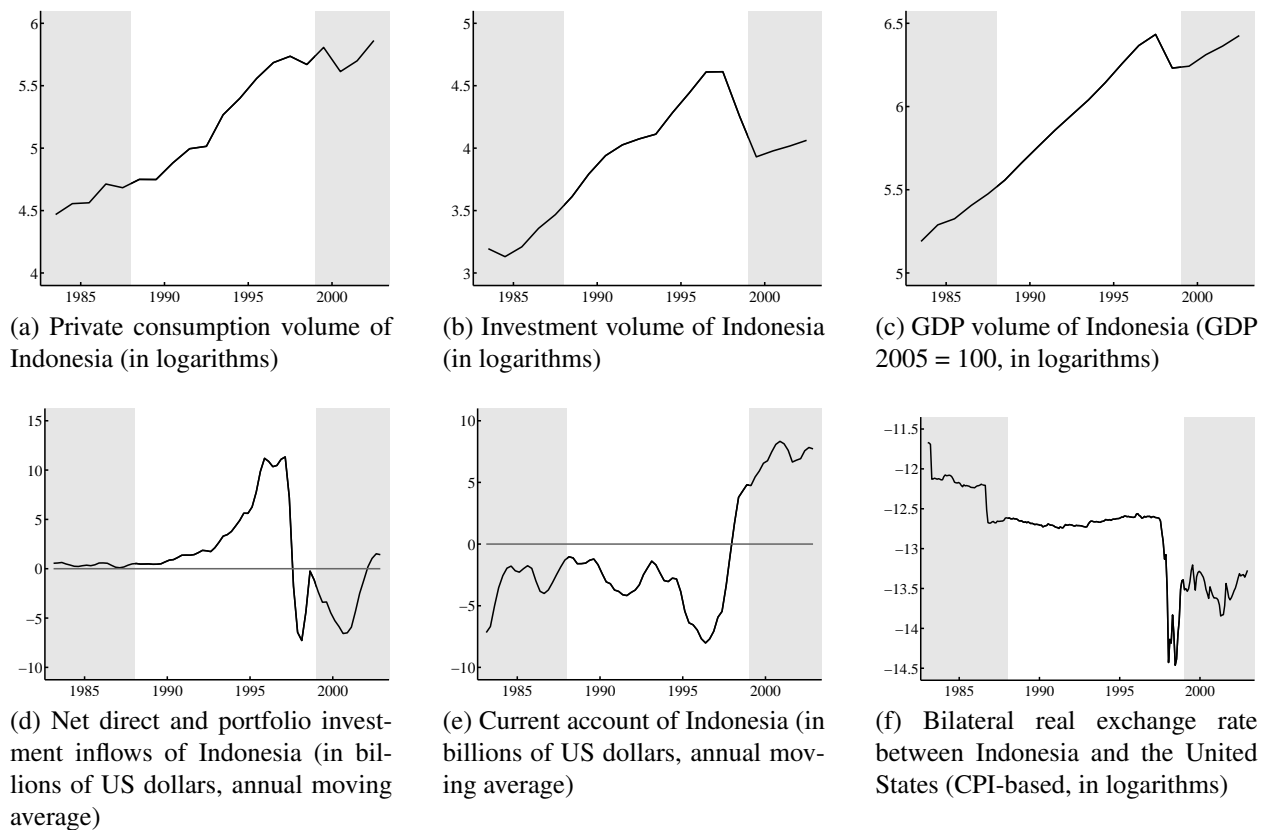 6
5.5
5
4.5
4
1985 1990 1995 2000
(a) Private consumption volume of
Indonesia (in logarithms)
5
4.5
4
3.5
3
1985 1990 1995 2000
(b) Investment volume of Indonesia
(in logarithms)
6.5
6
5.5
5
1985 1990 1995 2000
(c) GDP volume of Indonesia (GDP
2005 = 100, in logarithms)
15
10
5
0
−5
−10
1985 1990 1995 2000
(d) Net direct and portfolio invest-
ment inflows of Indonesia (in bil-
lions of US dollars, annual moving
average)
10
5
0
−5
−10
1985 1990 1995 2000
(e) Current account of Indonesia (in
billions of US dollars, annual mov-
ing average)
−11.5
−12
−12.5
−13
−13.5
−14
−14.5
1985 1990 1995 2000
(f) Bilateral real exchange rate
between Indonesia and the United
States (CPI-based, in logarithms)